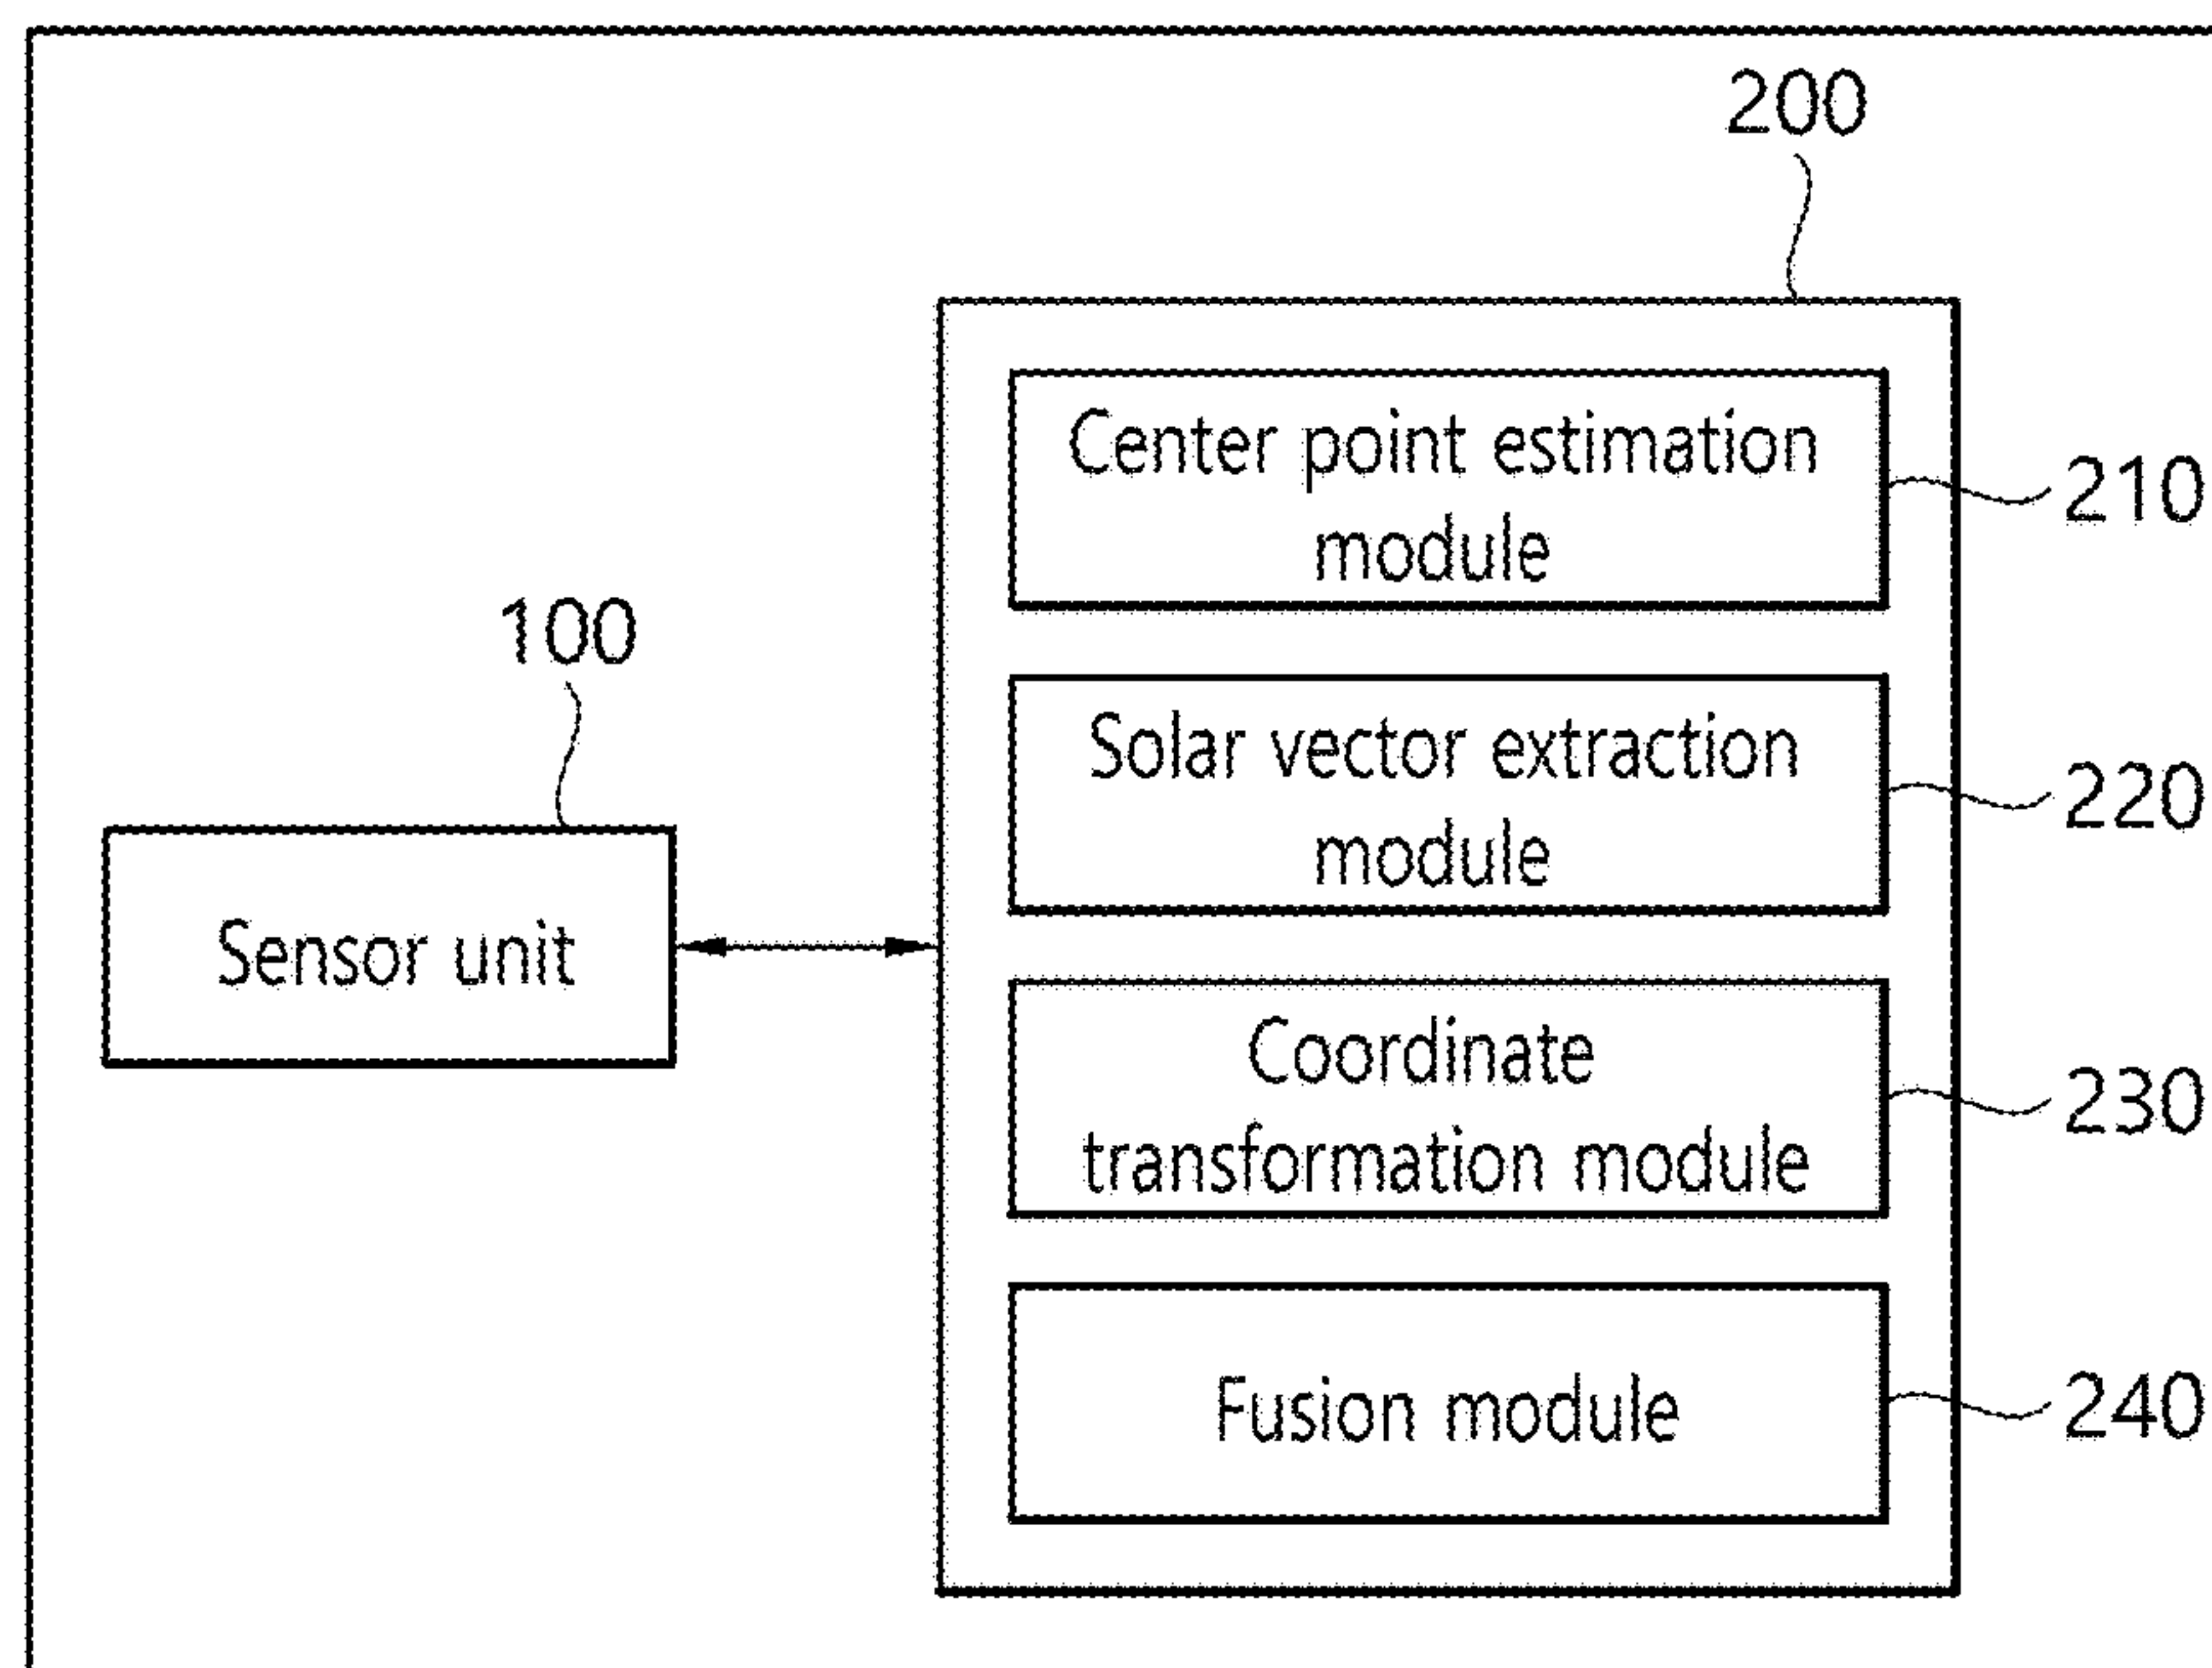 200
Center point estimation
module
210
100
Solar vector extraction
module
220
Sensor unit
Coordinate
transformation module
230
Fusion module
240